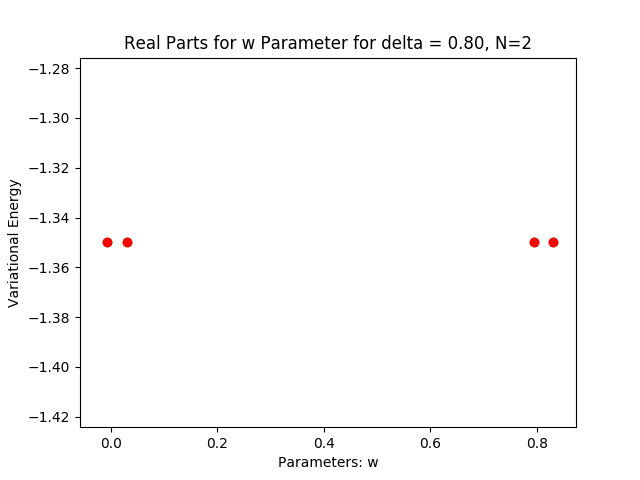 Real Parts for w Parameter for delta = 0.80, N=2
Variational Energy
−1.28
−1.30
−1.32
−1.34
−1.36
−1.38
−1.40
−1.42
0.0 0.2 0.4 0.6 0.8
Parameters: w